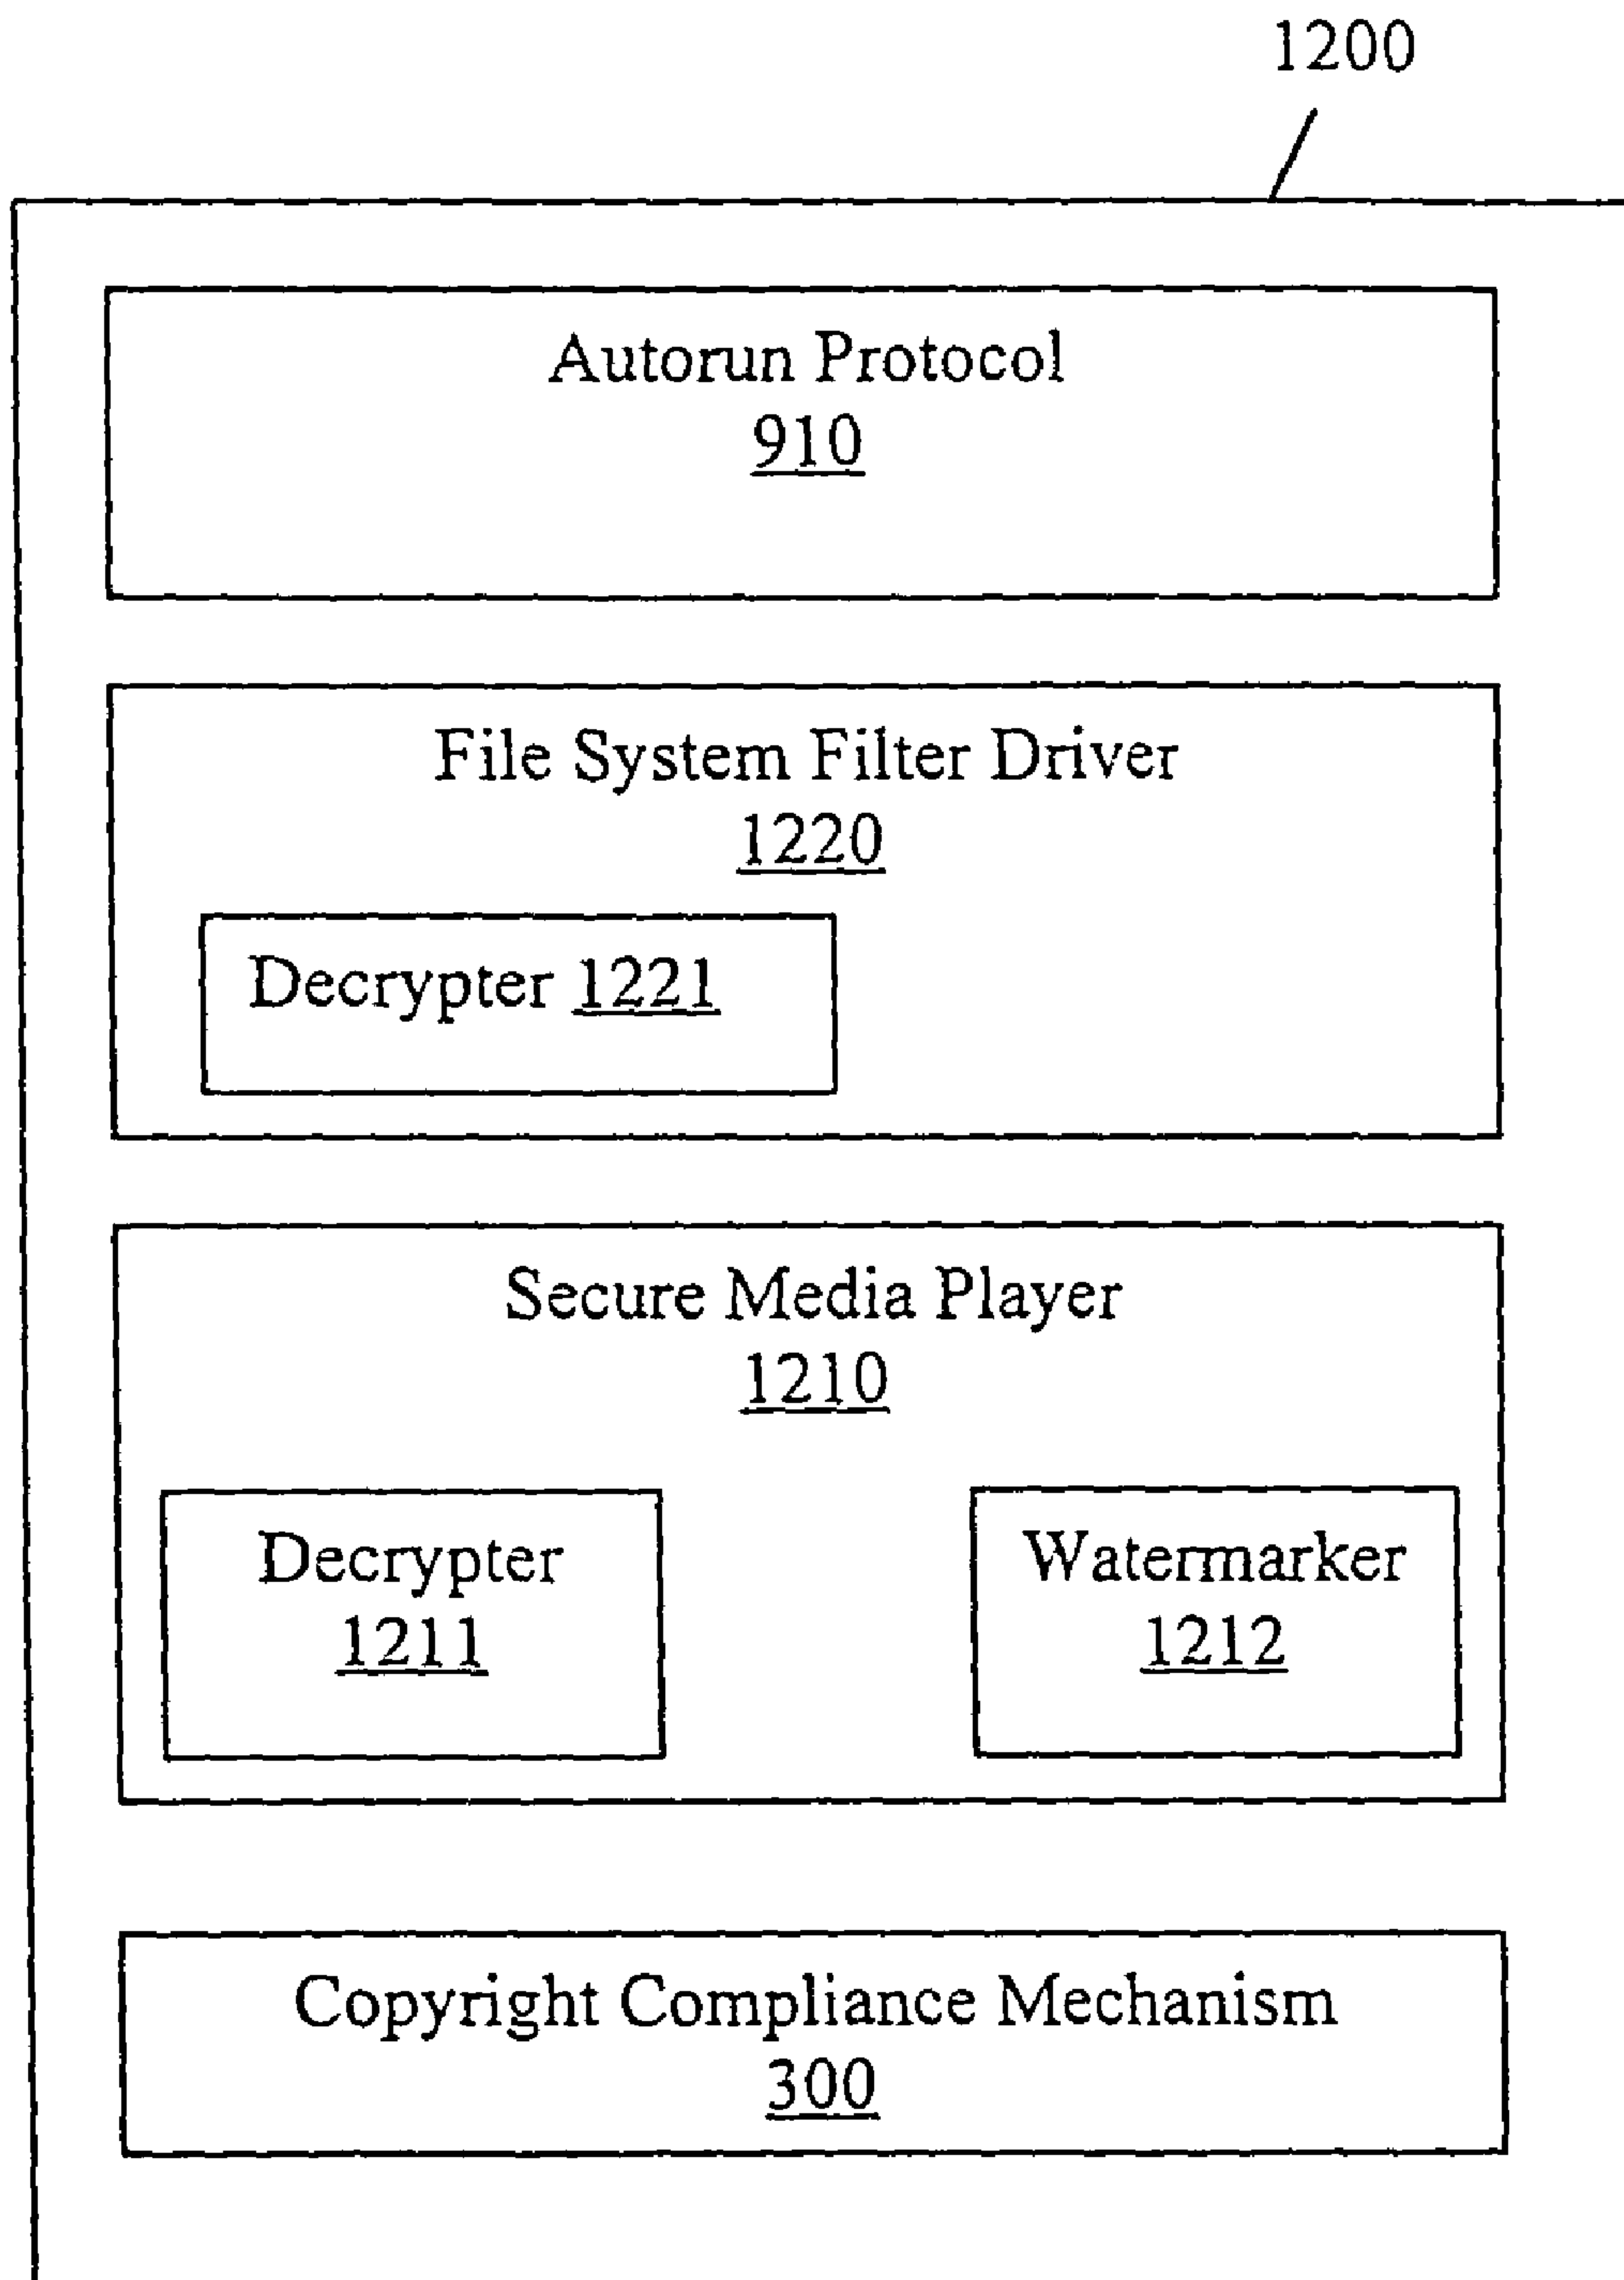 1200
Autorun Protocol
910
File System Filter Driver
1220
Decrypter 1221
Secure Media Player
1210
Decrypter
1211
Watermarker
1212
Copyright Compliance Mechanism
300